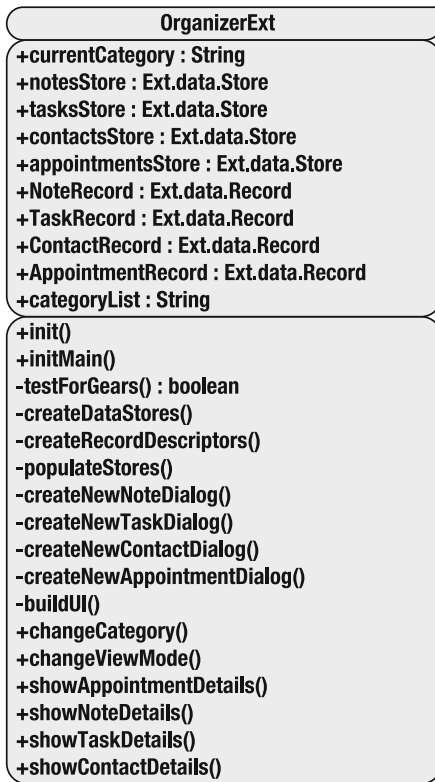 OrganizerExt
+currentCategory : String
+notesStore : Ext.data.Store
+tasksStore : Ext.data.Store
+contactsStore : Ext.data.Store
+appointmentsStore : Ext.data.Store
+NoteRecord : Ext.data.Record
+TaskRecord : Ext.data.Record
+ContactRecord : Ext.data.Record
+AppointmentRecord : Ext.data.Record
+categoryList : String
+init()
+initMain()
-testForGears() : boolean
-createDataStores()
-createRecordDescriptors()
-populateStores()
-createNewNoteDialog()
-createNewTaskDialog()
-createNewContactDialog()
-createNewAppointmentDialog()
-buildUI()
+changeCategory()
+changeViewMode()
+showAppointmentDetails()
+showNoteDetails()
+showTaskDetails()
+showContactDetails()